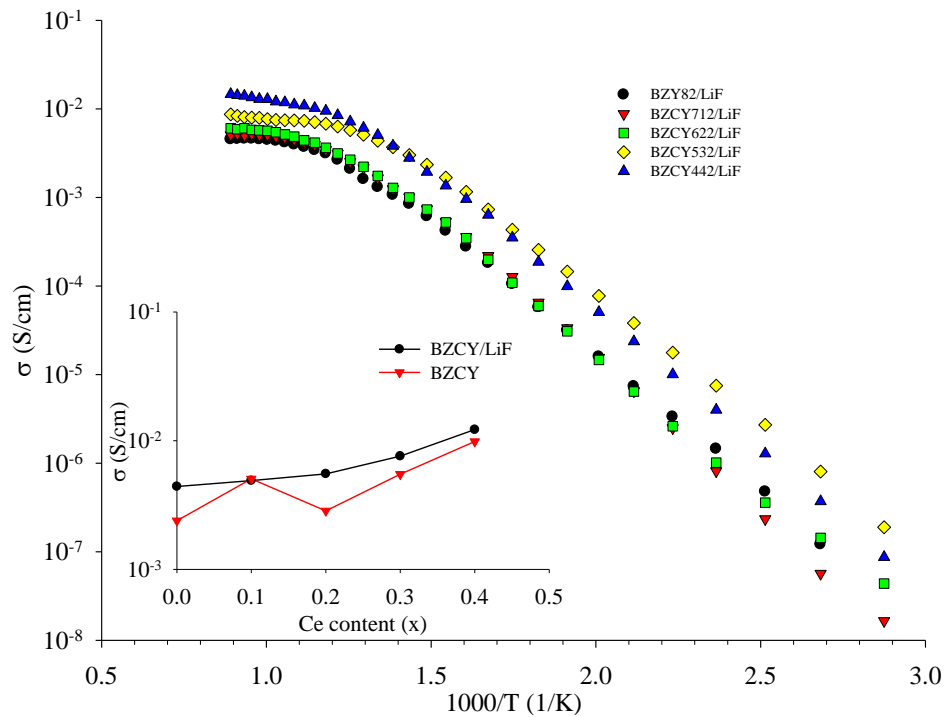 10⁻¹
10⁻²
10⁻³
10⁻⁴
10⁻⁵
10⁻⁶
10⁻⁷
10⁻⁸
σ (S/cm)
BZY82/LiF
BZCY712/LiF
BZCY622/LiF
BZCY532/LiF
BZCY442/LiF
10⁻¹
10⁻²
10⁻³
σ (S/cm)
BZCY/LiF
BZCY
0.0 0.1 0.2 0.3 0.4 0.5
Ce content (x)
0.5 1.0 1.5 2.0 2.5 3.0
1000/T (1/K)